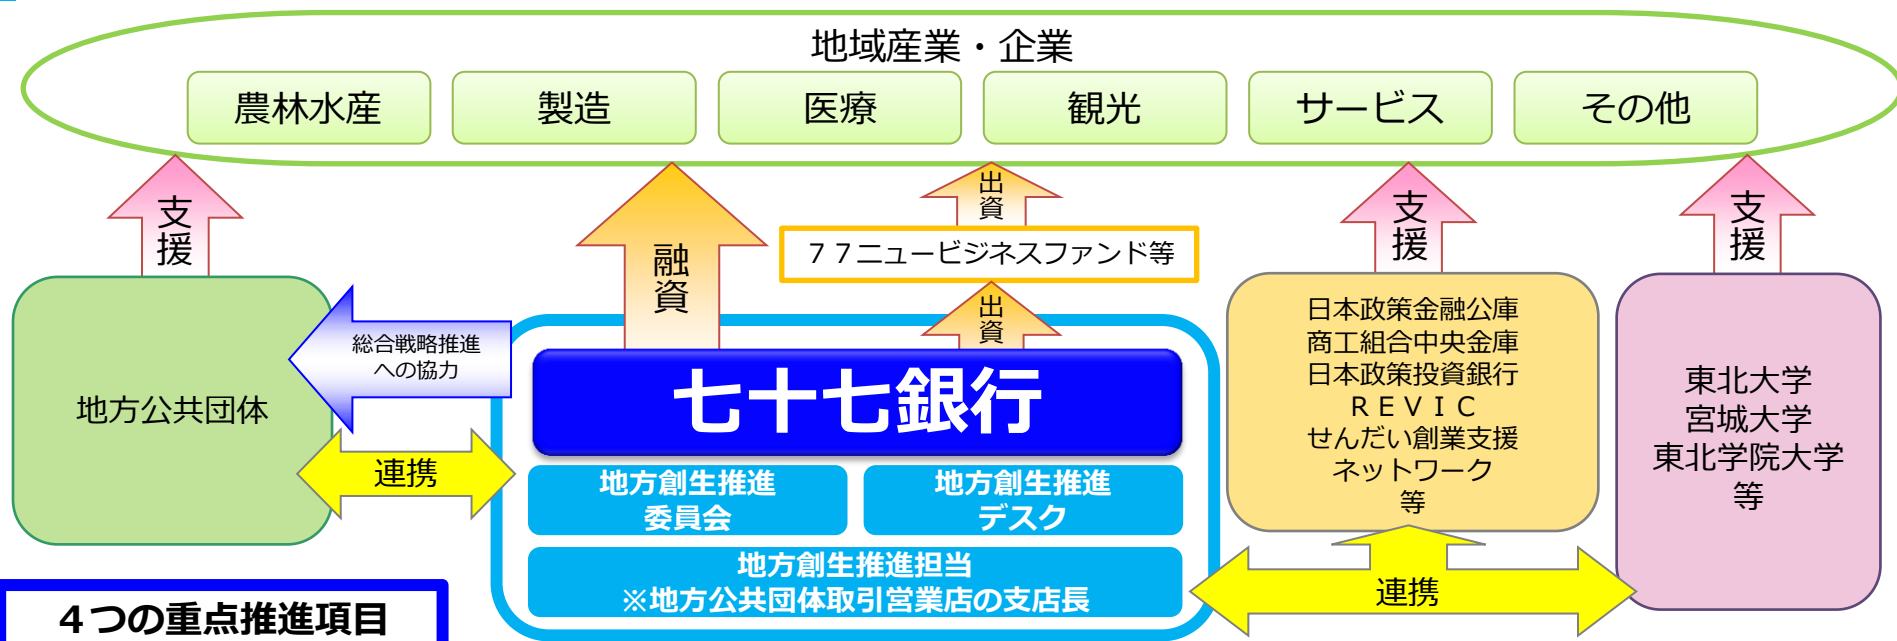 地域産業・企業
農林水産
製造
医療
観光
サービス
その他
支援
融資
出資
７７ニュービジネスファンド等
出資
支援
支援
総合戦略推進
への協力
地方公共団体
連携
七十七銀行
地方創生推進
委員会
地方創生推進
デスク
地方創生推進担当
※地方公共団体取引営業店の支店長
日本政策金融公庫
商工組合中央金庫
日本政策投資銀行
ＲＥＶＩＣ
せんだい創業支援
ネットワーク
等
東北大学
宮城大学
東北学院大学
等
連携
４つの重点推進項目